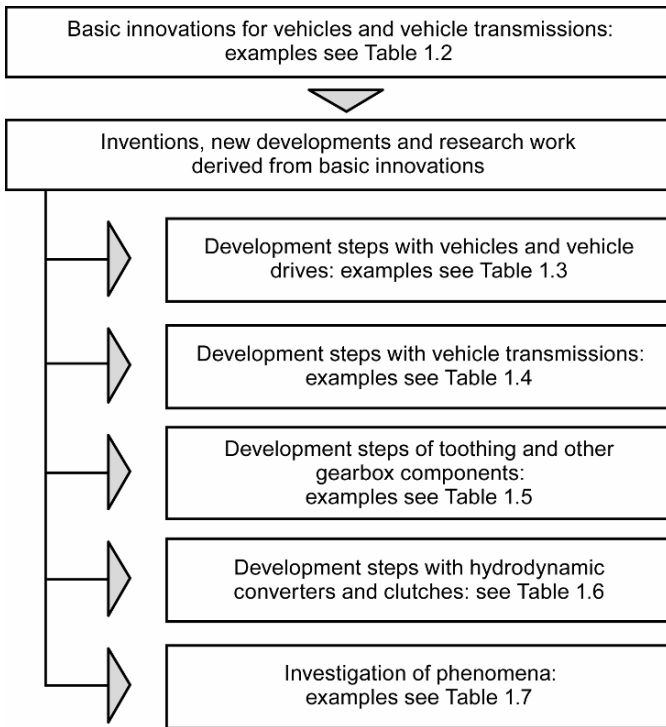 Basic innovations for vehicles and vehicle transmissions:
examples see Table 1.2
Inventions, new developments and research work
derived from basic innovations
Development steps with vehicles and vehicle
drives: examples see Table 1.3
Development steps with vehicle transmissions:
examples see Table 1.4
Development steps of toothing and other
gearbox components:
examples see Table 1.5
Development steps with hydrodynamic
converters and clutches: see Table 1.6
Investigation of phenomena:
examples see Table 1.7